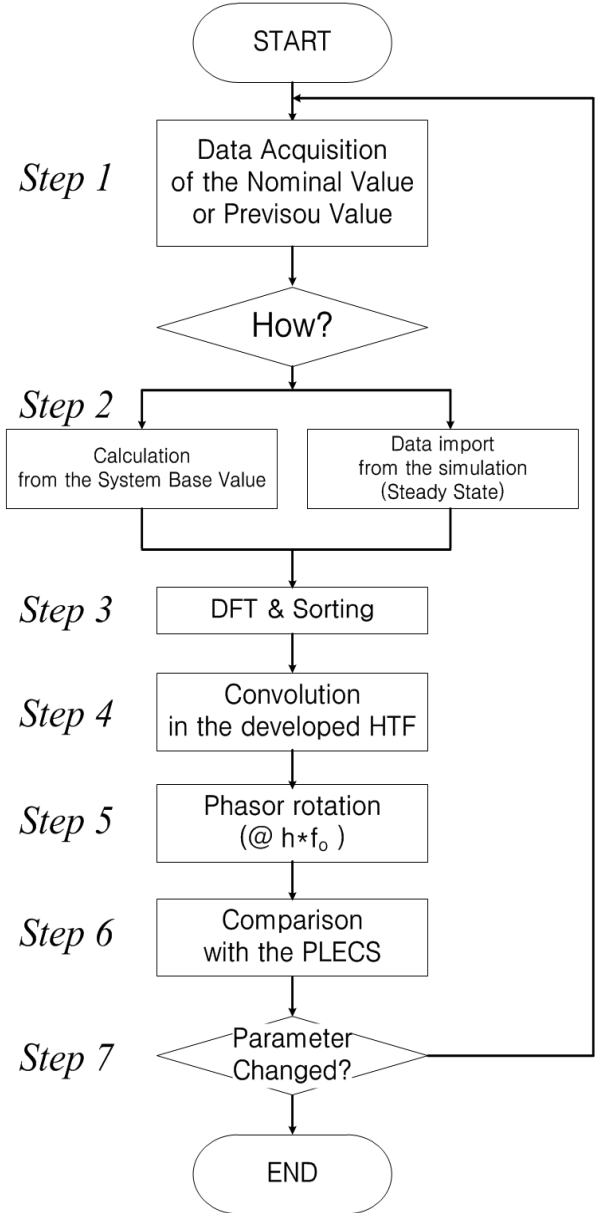 START
Step 1
Data Acquisition
of the Nominal Value
or Previsou Value
How?
Step 2
Calculation
from the System Base Value
Data import
from the simulation
(Steady State)
Step 3
DFT & Sorting
Step 4
Convolution
in the developed HTF
Step 5
Phasor rotation
(@ h*fₒ )
Step 6
Comparison
with the PLECS
Step 7
Parameter
Changed?
END